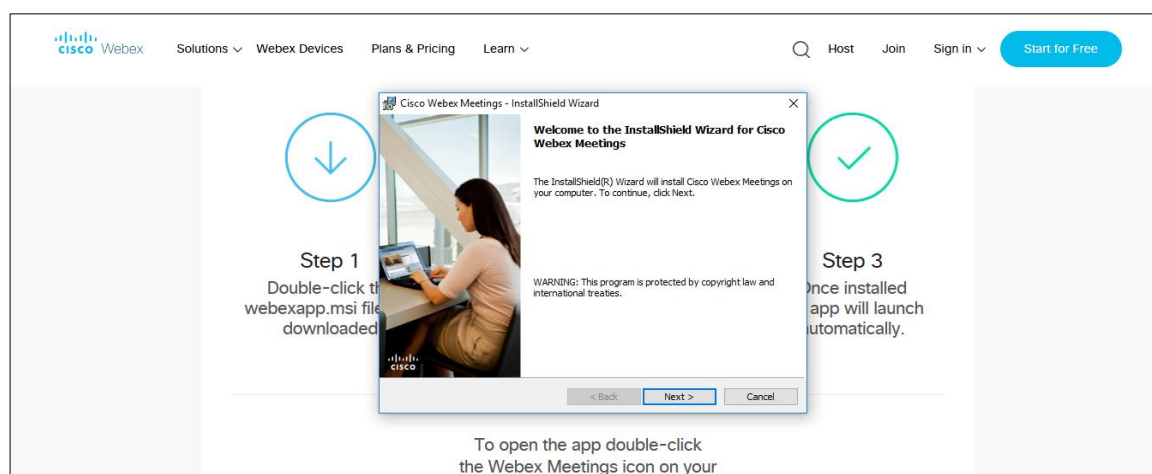 CISCO Webex
Solutions Webex Devices Plans & Pricing Learn
Host Join Sign in Start for Free
Cisco Webex Meetings - InstallShield Wizard
Welcome to the InstallShield Wizard for Cisco
Webex Meetings
The InstallShield(R) Wizard will install Cisco Webex Meetings on
your computer. To continue, click Next.
WARNING: This program is protected by copyright law and
international treaties.
CISCO
< Back Next > Cancel
Step 1
Double-click
webexapp.msi
downloaded
Step 3
installed
app will launch
To open the app double-click
the Webex Meetings icon on your